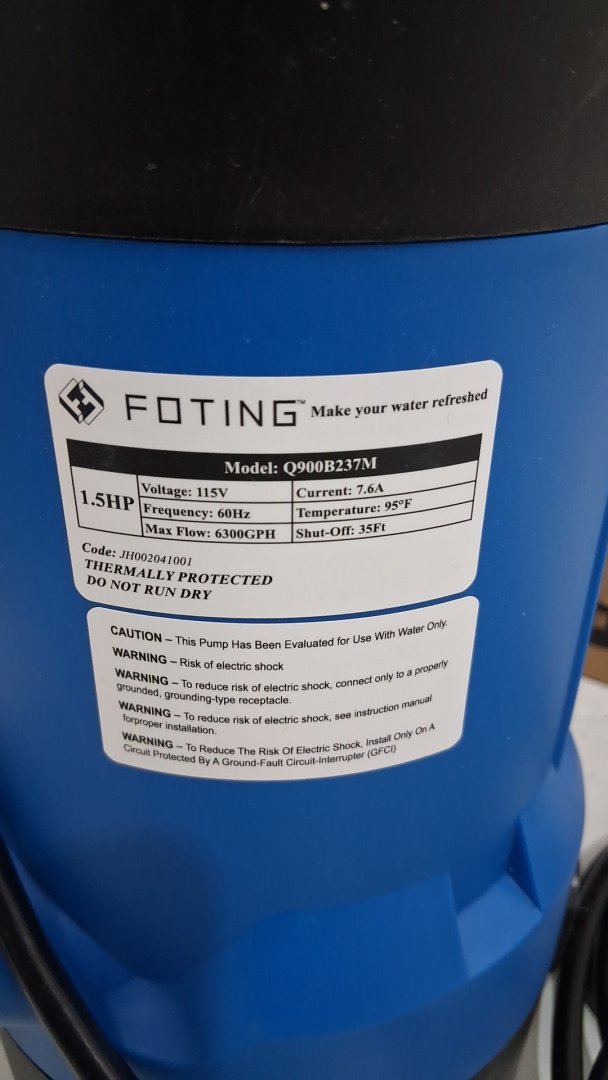 FOTING™ Make your water refreshed
Model: Q900B237M
1.5HP
Voltage: 115V
Current: 7.6A
Frequency: 60Hz
Temperature: 95°F
Max Flow: 6300GPH
Shut-Off: 35Ft
Code: JH002041001
THERMALLY PROTECTED
DO NOT RUN DRY
CAUTION – This Pump Has Been Evaluated for Use With Water Only.
WARNING – Risk of electric shock
WARNING – To reduce risk of electric shock, connect only to a properly
grounded, grounding-type receptacle.
WARNING – To reduce risk of electric shock, see instruction manual
forproper installation.
WARNING – To Reduce The Risk Of Electric Shock, Install Only On A
Circuit Protected By A Ground-Fault Circuit-Interrupter (GFCI)